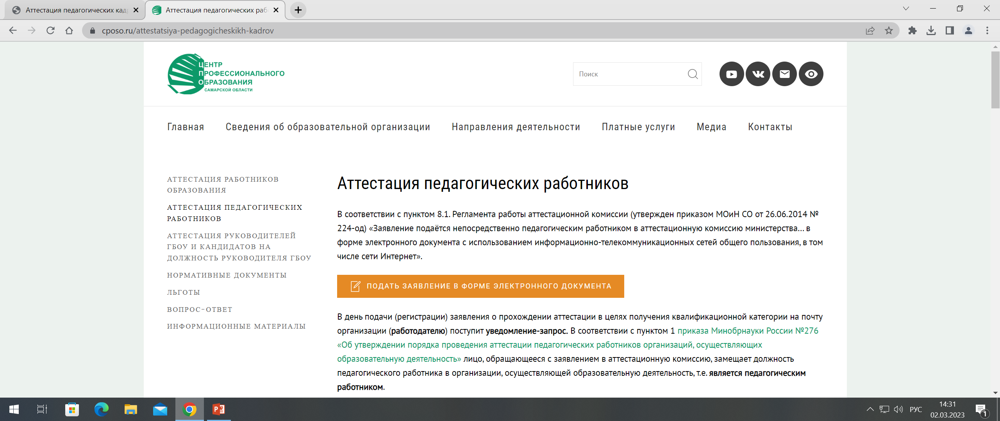 Аттестация педагогических кад
Аттестация педагогических раб
cposo.ru/attestatsiya-pedagogicheskikh-kadrov
ЦЕНТР
ПРОФЕССИОНАЛЬНОГО
ОБРАЗОВАНИЯ
САМАРСКОЙ ОБЛАСТИ
Поиск
Главная
Сведения об образовательной организации
Направления деятельности
Платные услуги
Медиа
Контакты
АТТЕСТАЦИЯ РАБОТНИКОВ
ОБРАЗОВАНИЯ
АТТЕСТАЦИЯ ПЕДАГОГИЧЕСКИХ
РАБОТНИКОВ
АТТЕСТАЦИЯ РУКОВОДИТЕЛЕЙ
ГБОУ И КАНДИДАТОВ НА
ДОЛЖНОСТЬ РУКОВОДИТЕЛЯ ГБОУ
НОРМАТИВНЫЕ ДОКУМЕНТЫ
ЛЬГОТЫ
ВОПРОС-ОТВЕТ
ИНФОРМАЦИОННЫЕ МАТЕРИАЛЫ
Аттестация педагогических работников
В соответствии с пунктом 8.1. Регламента работы аттестационной комиссии (утвержден приказом МОиН СО от 26.06.2014 №
224-од) «Заявление подаётся непосредственно педагогическим работником в аттестационную комиссию министерства... в
форме электронного документа с использованием информационно-телекоммуникационных сетей общего пользования, в том
числе сети Интернет».
ПОДАТЬ ЗАЯВЛЕНИЕ В ФОРМЕ ЭЛЕКТРОННОГО ДОКУМЕНТА
В день подачи (регистрации) заявления о прохождении аттестации в целях получения квалификационной категории на почту
организации (работодателю) поступит уведомление-запрос. В соответствии с пунктом 1 приказа Минобрнауки России №276
«Об утверждении порядка проведения аттестации педагогических работников организаций, осуществляющих
образовательную деятельность» лицо, обращающееся с заявлением в аттестационную комиссию, замещает должность
педагогического работника в организации, осуществляющей образовательную деятельность, т.е. является педагогическим
работником.
РУС
14:31
02.03.2023
1